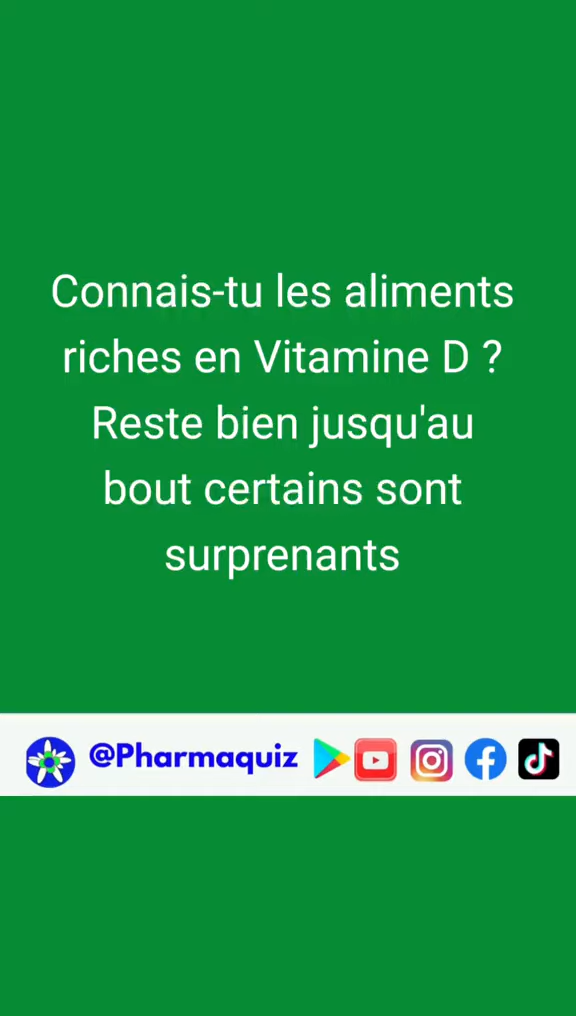 Connais-tu les aliments
riches en Vitamine D ?
Reste bien jusqu'au
bout certains sont
surprenants
@Pharmaquiz